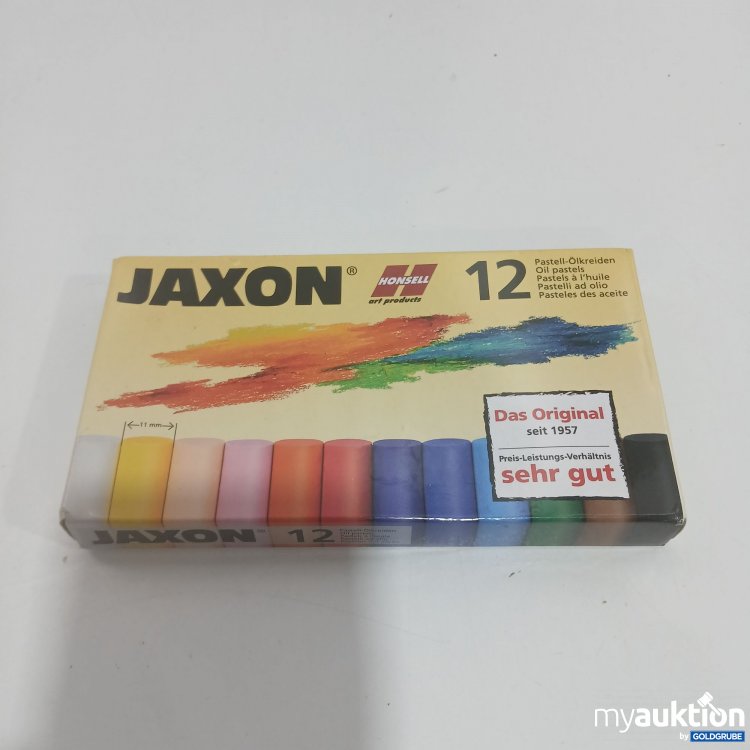 JAXON®
H
HONSELL
art products
12
Pastell-Ölkreiden
Oil pastels
Pastels à l'huile
Pastelli ad olio
Pasteles des aceite
11 mm
Das Original
seit 1957
Preis-Leistungs-Verhältnis
sehr gut
JAXON® 12
myauktion
by GOLDGRUBE